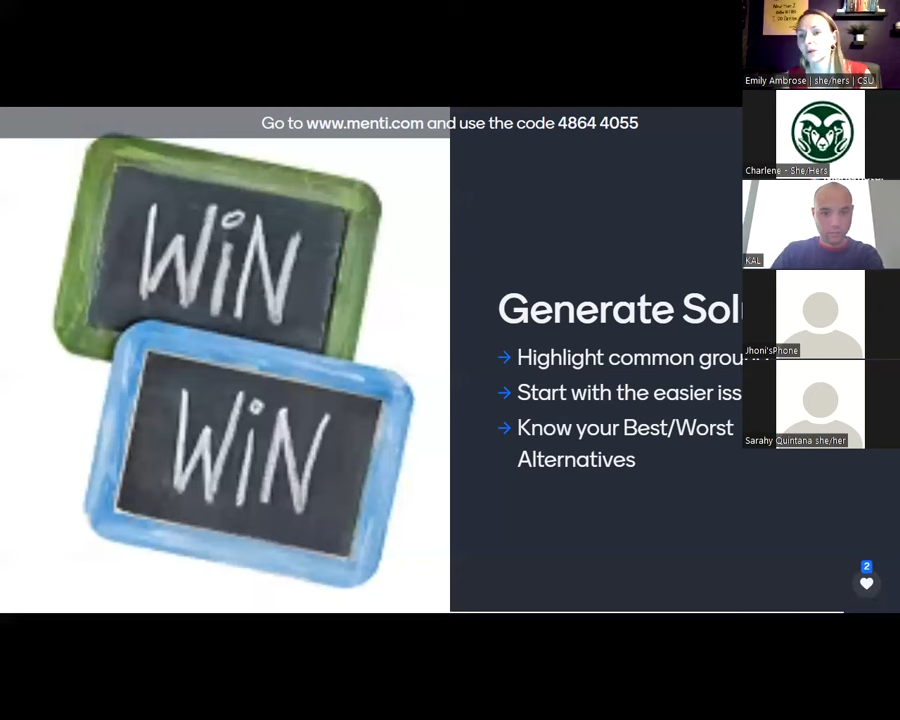 Go to www.menti.com and use the code 4864 4055
WiN
WiN
Generate Sol
Highlight common grou
Start with the easier iss
Know your Best/Worst
Alternatives
2
Emily Ambrose | she/hers | CSU
Charlene - She/Hers
KAL
Jhoni'sPhone
Sarahy Quintana she/her